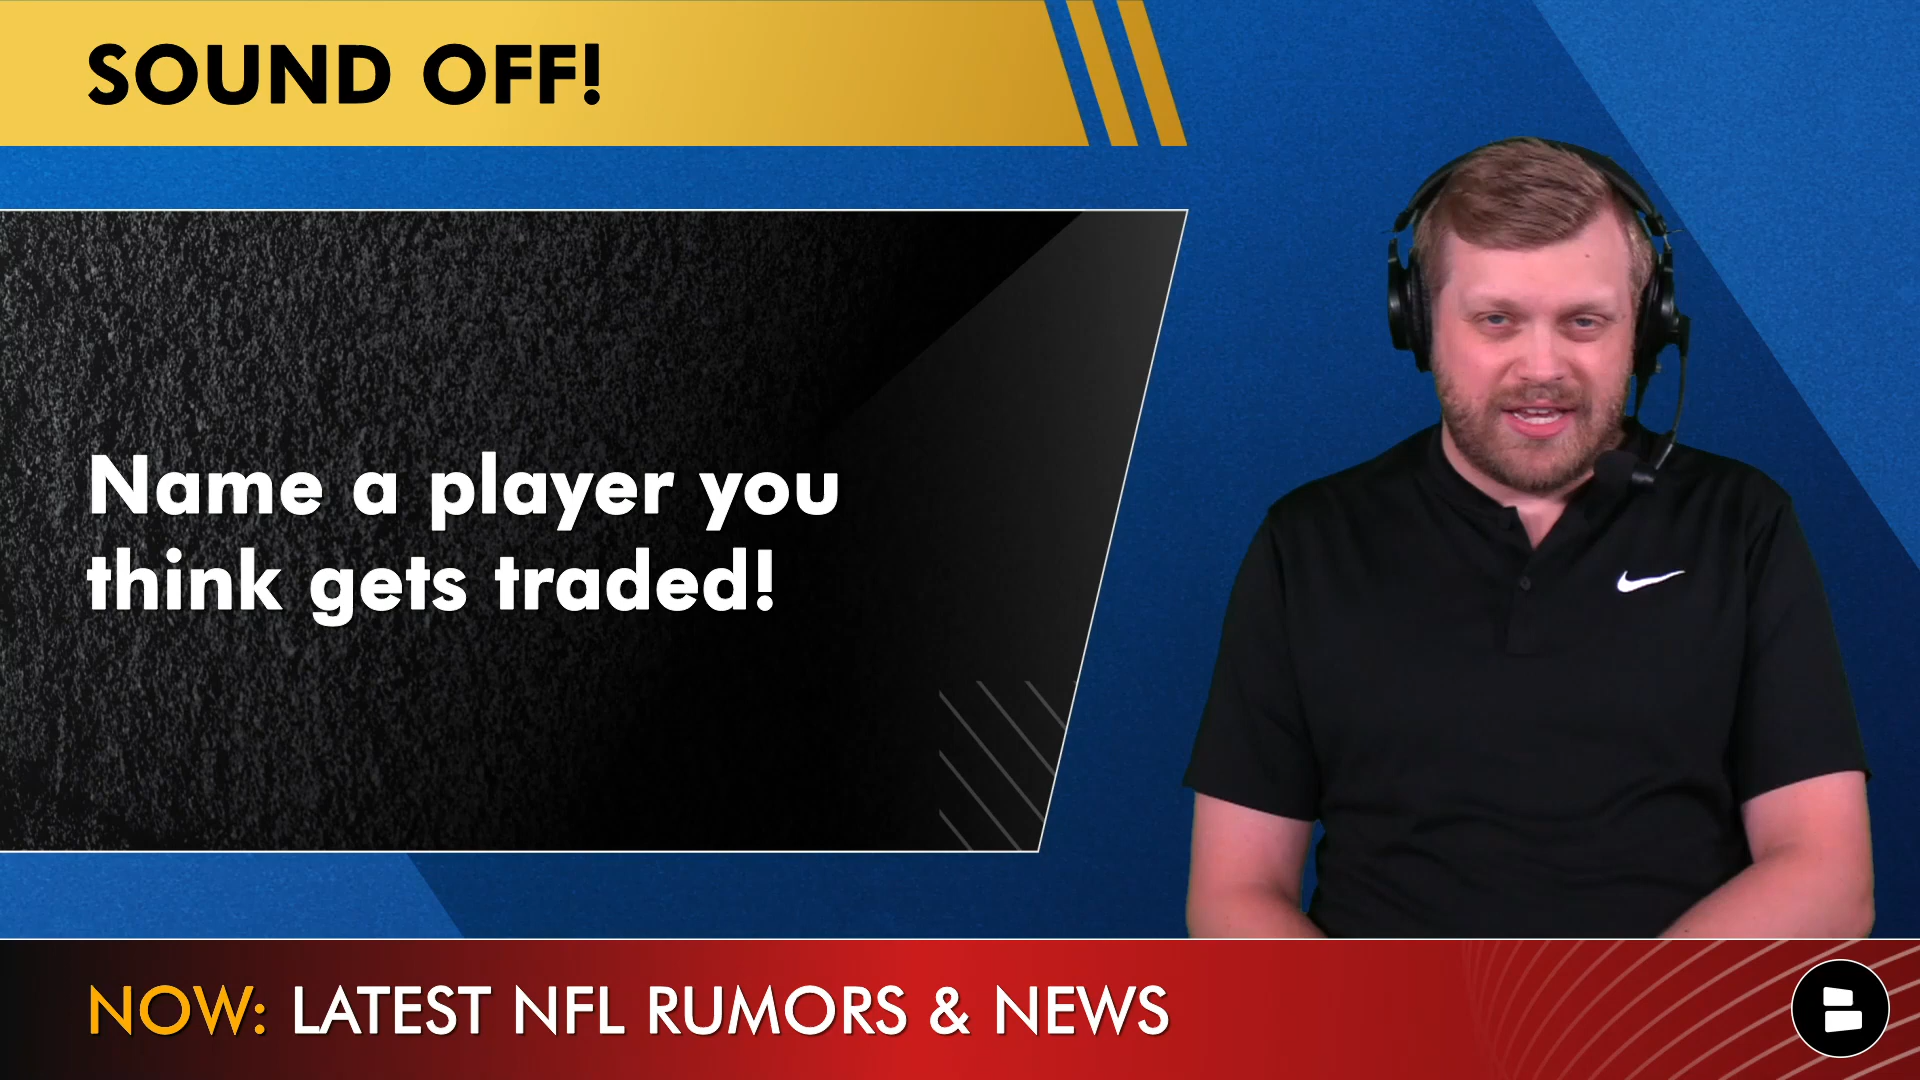 SOUND OFF!
Name a player you
think gets traded!
NOW: LATEST NFL RUMORS & NEWS